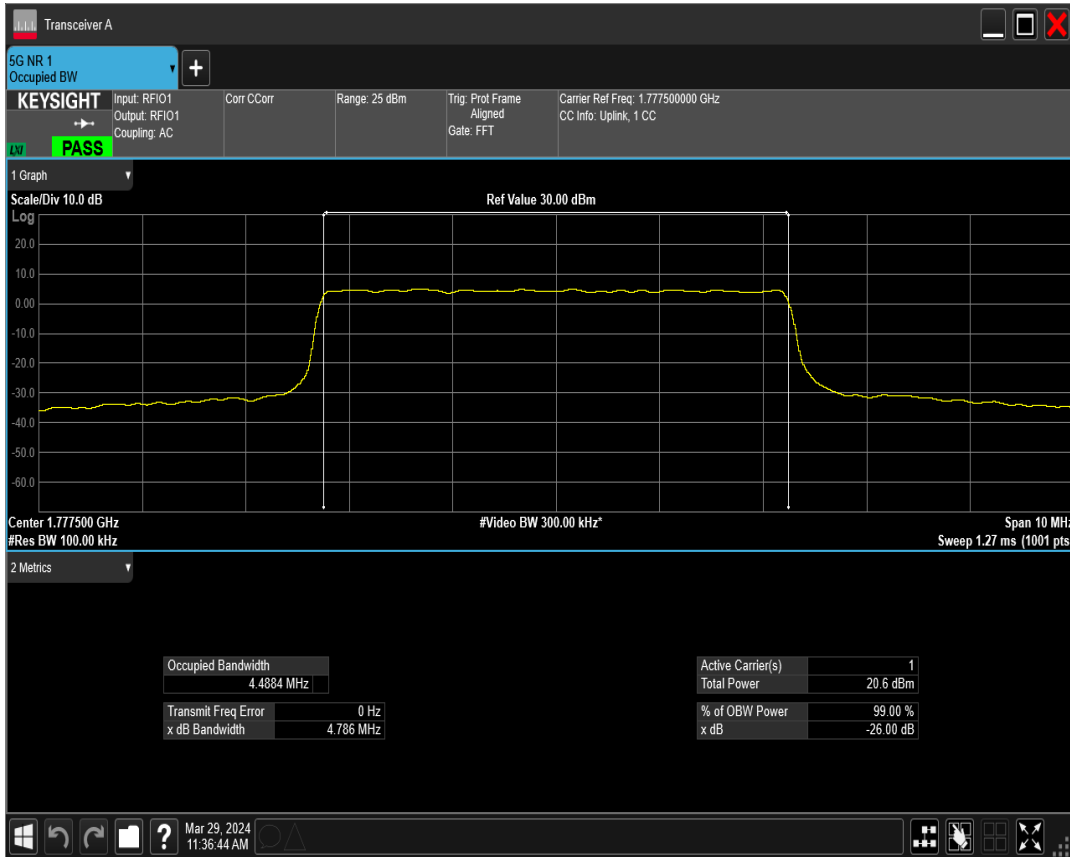 Transceiver A
5G NR 1
Occupied BW
KEYSIGHT
LXI
PASS
Input: RFIO1
Output: RFIO1
Coupling: AC
Corr CCorr
Range: 25 dBm
Trig: Prot Frame
Aligned
Gate: FFT
Carrier Ref Freq: 1.777500000 GHz
CC Info: Uplink, 1 CC
1 Graph
Scale/Div 10.0 dB
Ref Value 30.00 dBm
Log
20.0
10.0
0.00
-10.0
-20.0
-30.0
-40.0
-50.0
-60.0
Center 1.777500 GHz
#Video BW 300.00 kHz*
Span 10 MHz
#Res BW 100.00 kHz
Sweep 1.27 ms (1001 pts
2 Metrics
Occupied Bandwidth
4.4884 MHz
Transmit Freq Error 0 Hz
x dB Bandwidth 4.786 MHz
Active Carrier(s) 1
Total Power 20.6 dBm
% of OBW Power 99.00 %
x dB -26.00 dB
?
Mar 29, 2024
11:36:44 AM